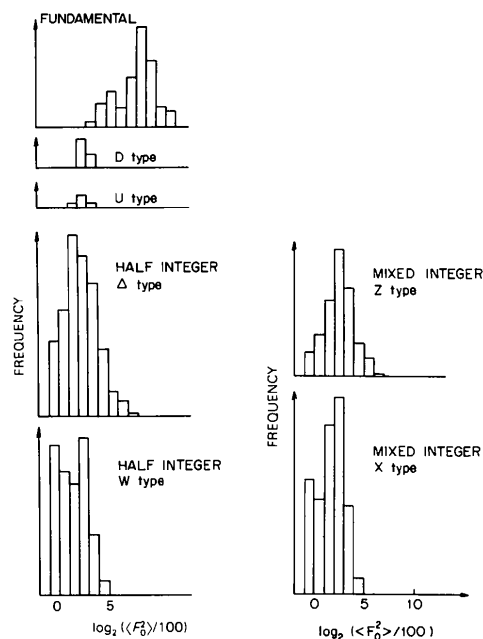 FUNDAMENTAL
D type
U type
HALF INTEGER
Δ type
FREQUENCY
HALF INTEGER
W type
0 5
log₂ (⟨F₀²⟩/100)
MIXED INTEGER
Z type
FREQUENCY
MIXED INTEGER
X type
0 5 10
log₂ (<F₀²>/100)